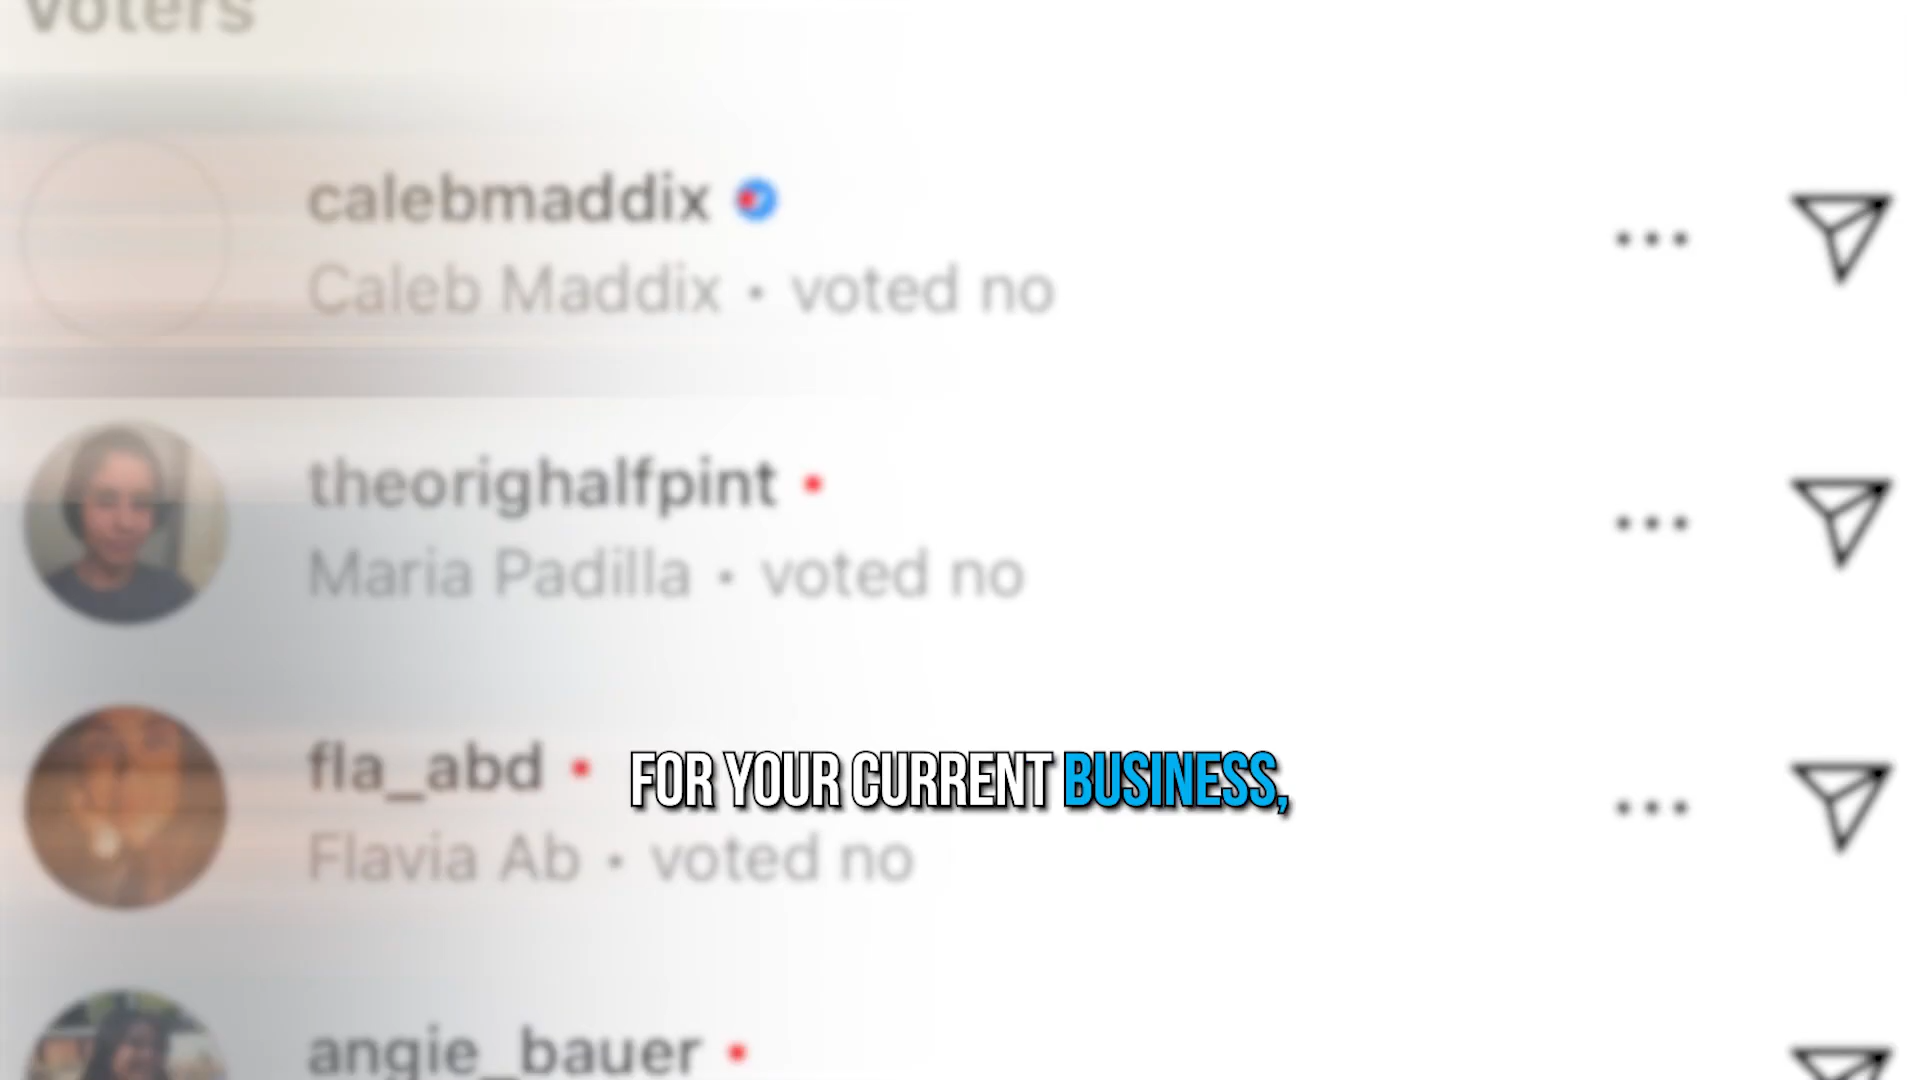 Voters
calebmaddix
Caleb Maddix • voted no
theorighalfpint
Maria Padilla • voted no
fla_abd
FOR YOUR CURRENT BUSINESS,
Flavia Ab • voted no
angie_bauer